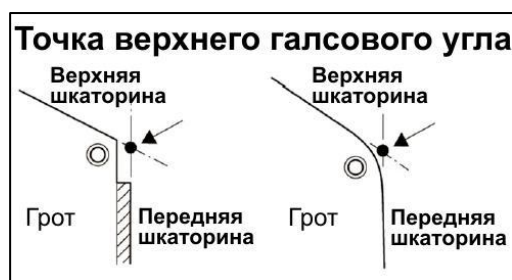 Точка верхнего галсового угла
Верхняя
шкаторина
Верхняя
шкаторина
Грот
Передняя
шкаторина
Грот
Передняя
шкаторина